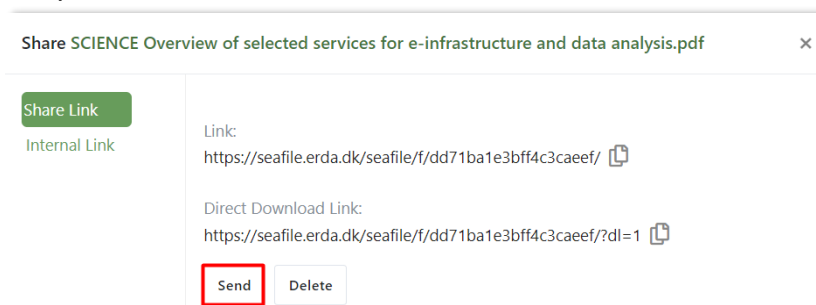 Share SCIENCE Overview of selected services for e-infrastructure and data analysis.pdf ×
Share Link
Internal Link
Link:
https://seafile.erda.dk/seafile/f/dd71ba1e3bff4c3caeef/
Direct Download Link:
https://seafile.erda.dk/seafile/f/dd71ba1e3bff4c3caeef/?dl=1
Send Delete